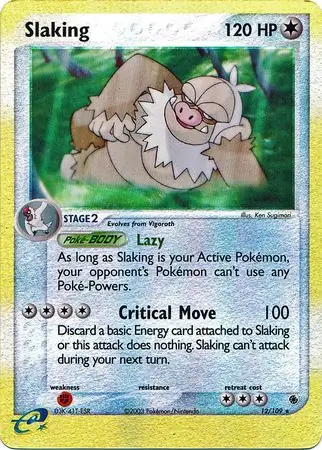 Slaking 120 HP
Illus. Ken Sugimori
STAGE2 Evolves from Vigoroth
Poké-BODY Lazy
As long as Slaking is your Active Pokémon,
your opponent's Pokémon can't use any
Poké-Powers.
Critical Move 100
Discard a basic Energy card attached to Slaking
or this attack does nothing. Slaking can't attack
during your next turn.
weakness resistance retreat cost
©2003 Pokémon/Nintendo 12/109 ★
e